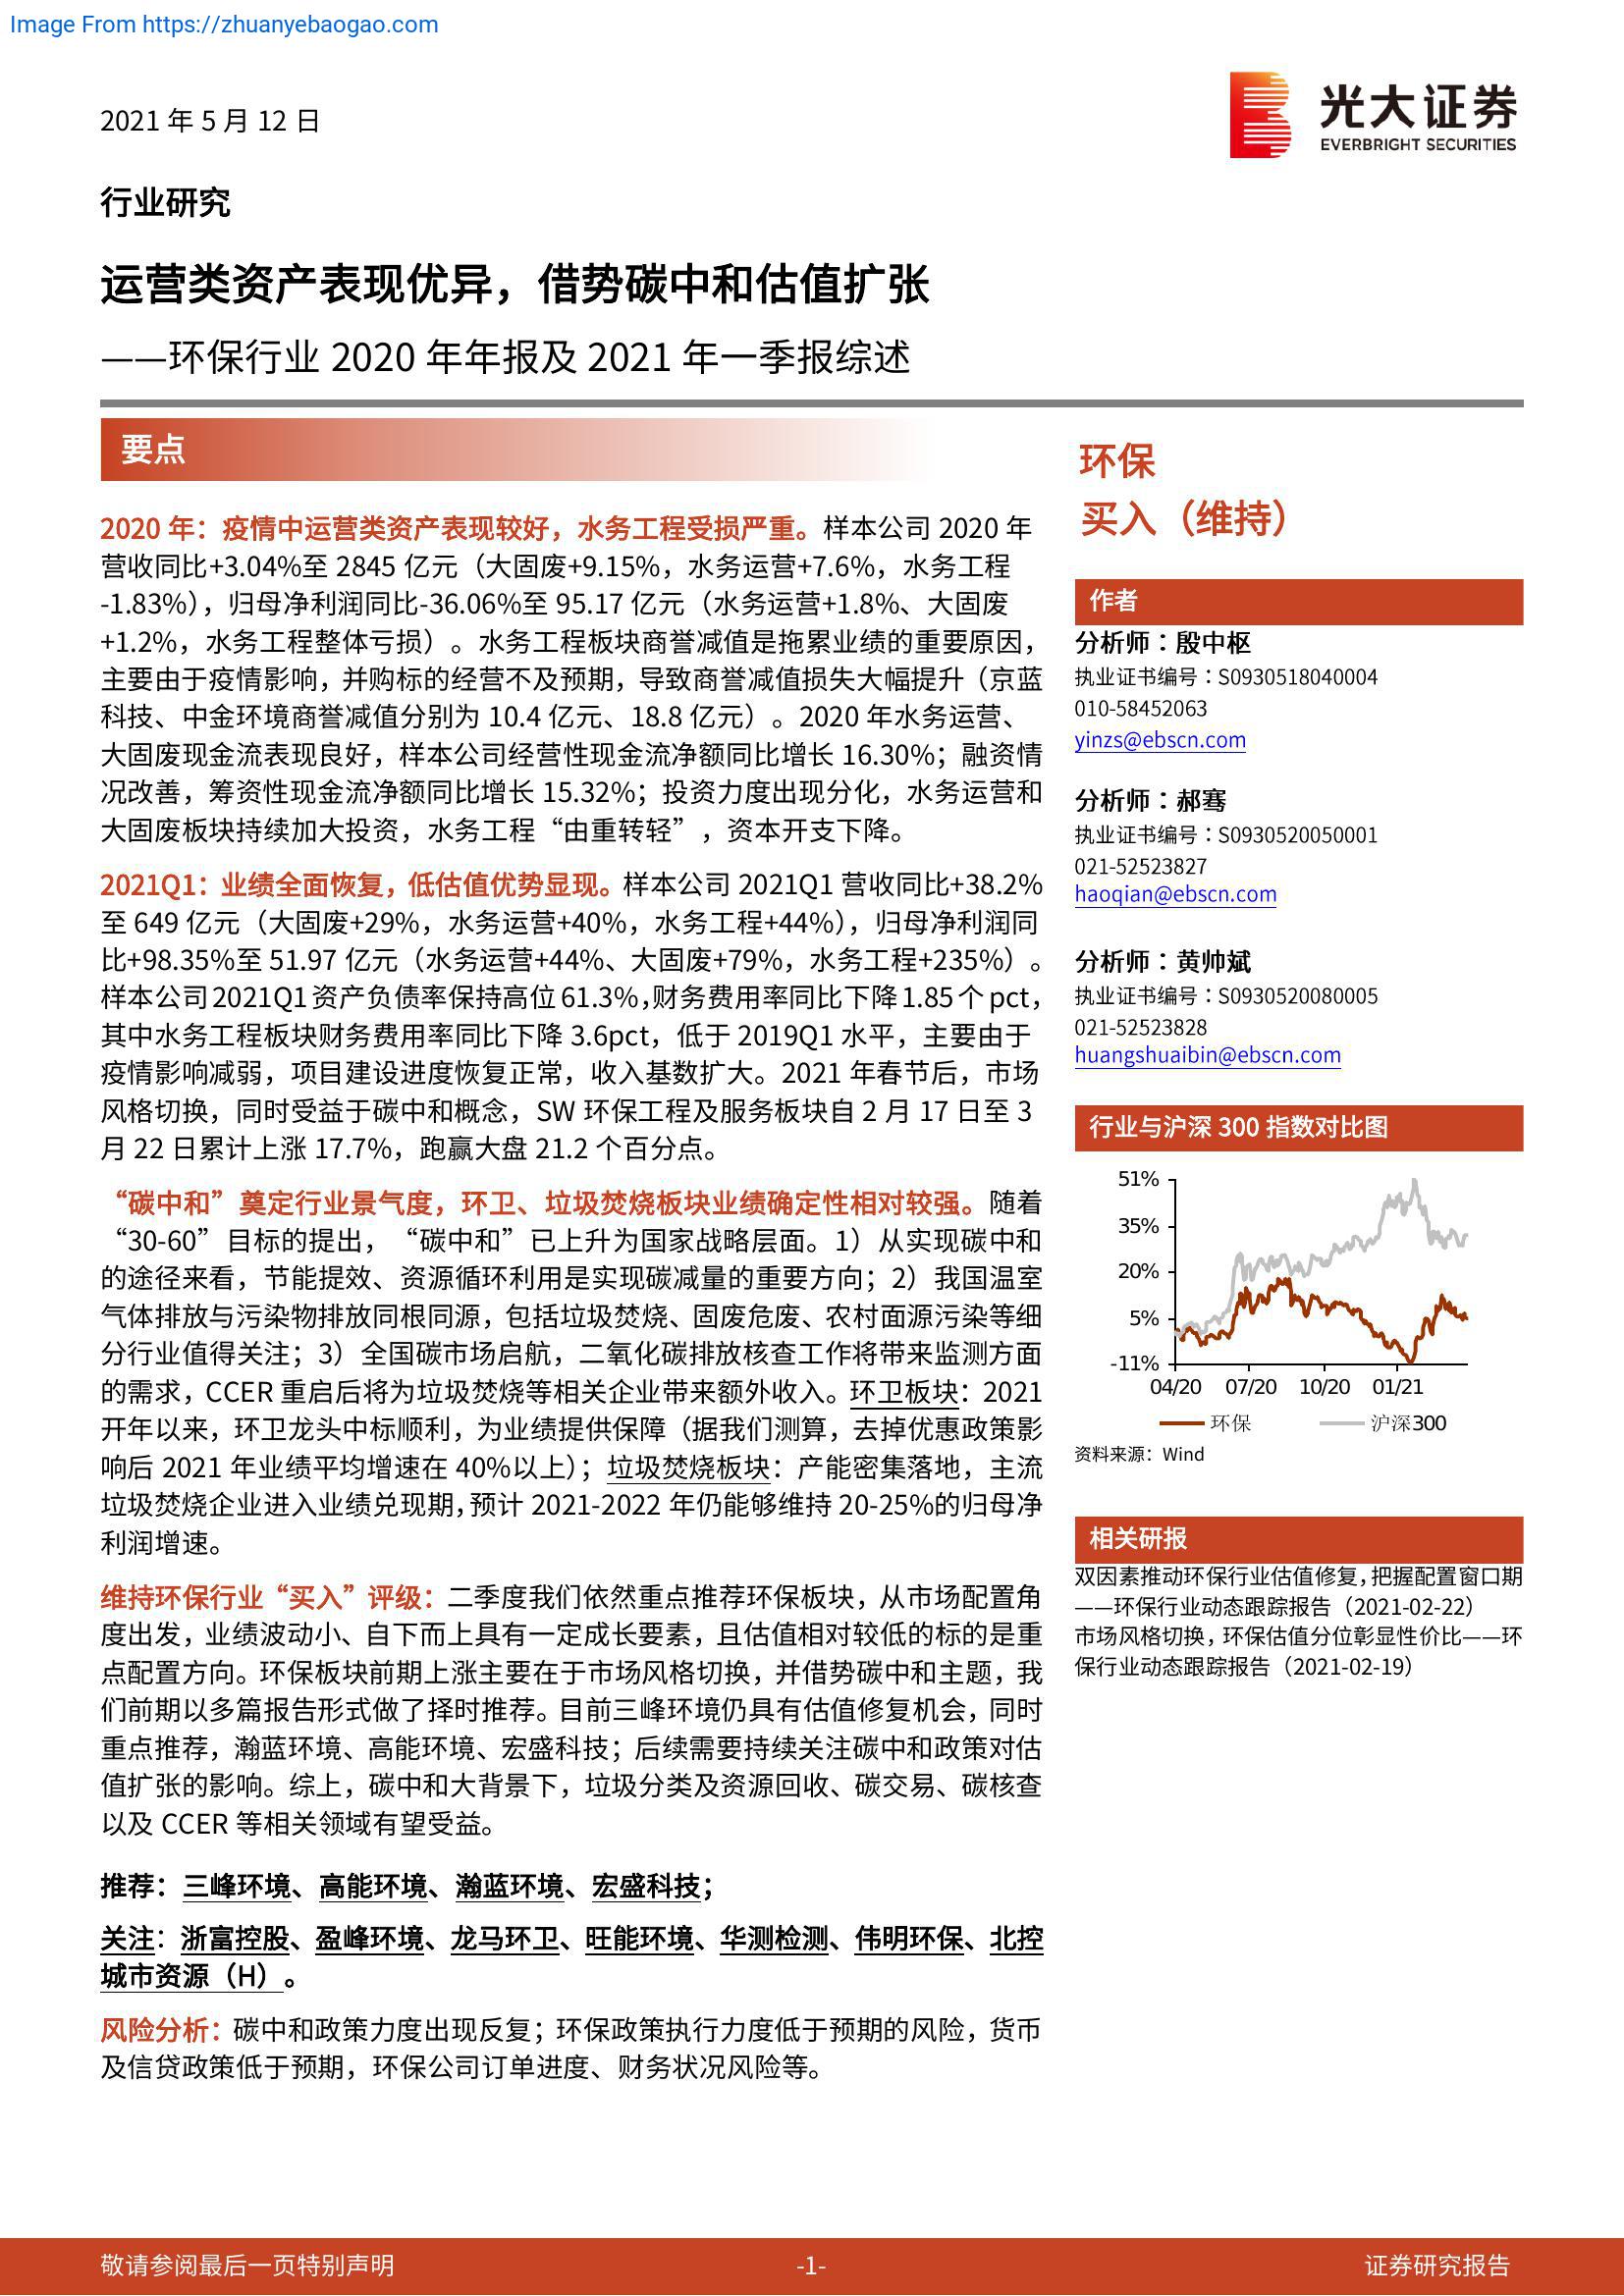 Image From https://zhuanyebaogao.com
2021 年 5 月 12 日
光大证券
EVERBRIGHT SECURITIES
行业研究
运营类资产表现优异，借势碳中和估值扩张
——环保行业 2020 年年报及 2021 年一季报综述
要点
2020 年：疫情中运营类资产表现较好，水务工程受损严重。样本公司 2020 年
营收同比+3.04%至 2845 亿元（大固废+9.15%，水务运营+7.6%，水务工程
-1.83%），归母净利润同比-36.06%至 95.17 亿元（水务运营+1.8%、大固废
+1.2%，水务工程整体亏损）。水务工程板块商誉减值是拖累业绩的重要原因，
主要由于疫情影响，并购标的经营不及预期，导致商誉减值损失大幅提升（京蓝
科技、中金环境商誉减值分别为 10.4 亿元、18.8 亿元）。2020 年水务运营、
大固废现金流表现良好，样本公司经营性现金流净额同比增长 16.30%；融资情
况改善，筹资性现金流净额同比增长 15.32%；投资力度出现分化，水务运营和
大固废板块持续加大投资，水务工程“由重转轻”，资本开支下降。
2021Q1：业绩全面恢复，低估值优势显现。样本公司 2021Q1 营收同比+38.2%
至 649 亿元（大固废+29%，水务运营+40%，水务工程+44%），归母净利润同
比+98.35%至 51.97 亿元（水务运营+44%、大固废+79%，水务工程+235%）。
样本公司 2021Q1 资产负债率保持高位 61.3%，财务费用率同比下降 1.85 个 pct，
其中水务工程板块财务费用率同比下降 3.6pct，低于 2019Q1 水平，主要由于
疫情影响减弱，项目建设进度恢复正常，收入基数扩大。2021 年春节后，市场
风格切换，同时受益于碳中和概念，SW 环保工程及服务板块自 2 月 17 日至 3
月 22 日累计上涨 17.7%，跑赢大盘 21.2 个百分点。
“碳中和”奠定行业景气度，环卫、垃圾焚烧板块业绩确定性相对较强。随着
“30-60”目标的提出，“碳中和”已上升为国家战略层面。1）从实现碳中和
的途径来看，节能提效、资源循环利用是实现碳减量的重要方向；2）我国温室
气体排放与污染物排放同根同源，包括垃圾焚烧、固废危废、农村面源污染等细
分行业值得关注；3）全国碳市场启航，二氧化碳排放核查工作将带来监测方面
的需求，CCER 重启后将为垃圾焚烧等相关企业带来额外收入。环卫板块：2021
开年以来，环卫龙头中标顺利，为业绩提供保障（据我们测算，去掉优惠政策影
响后 2021 年业绩平均增速在 40%以上）；垃圾焚烧板块：产能密集落地，主流
垃圾焚烧企业进入业绩兑现期，预计 2021-2022 年仍能够维持 20-25%的归母净
利润增速。
维持环保行业“买入”评级：二季度我们依然重点推荐环保板块，从市场配置角
度出发，业绩波动小、自下而上具有一定成长要素，且估值相对较低的标的是重
点配置方向。环保板块前期上涨主要在于市场风格切换，并借势碳中和主题，我
们前期以多篇报告形式做了择时推荐。目前三峰环境仍具有估值修复机会，同时
重点推荐，瀚蓝环境、高能环境、宏盛科技；后续需要持续关注碳中和政策对估
值扩张的影响。综上，碳中和大背景下，垃圾分类及资源回收、碳交易、碳核查
以及 CCER 等相关领域有望受益。
推荐：三峰环境、高能环境、瀚蓝环境、宏盛科技；
关注：浙富控股、盈峰环境、龙马环卫、旺能环境、华测检测、伟明环保、北控
城市资源（H）。
风险分析：碳中和政策力度出现反复；环保政策执行力度低于预期的风险，货币
及信贷政策低于预期，环保公司订单进度、财务状况风险等。
环保
买入（维持）
作者
分析师：殷中枢
执业证书编号：S0930518040004
010-58452063
yinzs@ebscn.com
分析师：郝骞
执业证书编号：S0930520050001
021-52523827
haoqian@ebscn.com
分析师：黄帅斌
执业证书编号：S0930520080005
021-52523828
huangshuaibin@ebscn.com
行业与沪深 300 指数对比图
51%
35%
20%
5%
-11%
04/20 07/20 10/20 01/21
环保 沪深300
资料来源：Wind
相关研报
双因素推动环保行业估值修复，把握配置窗口期
——环保行业动态跟踪报告（2021-02-22）
市场风格切换，环保估值分位彰显性价比——环
保行业动态跟踪报告（2021-02-19）
敬请参阅最后一页特别声明
-1-
证券研究报告